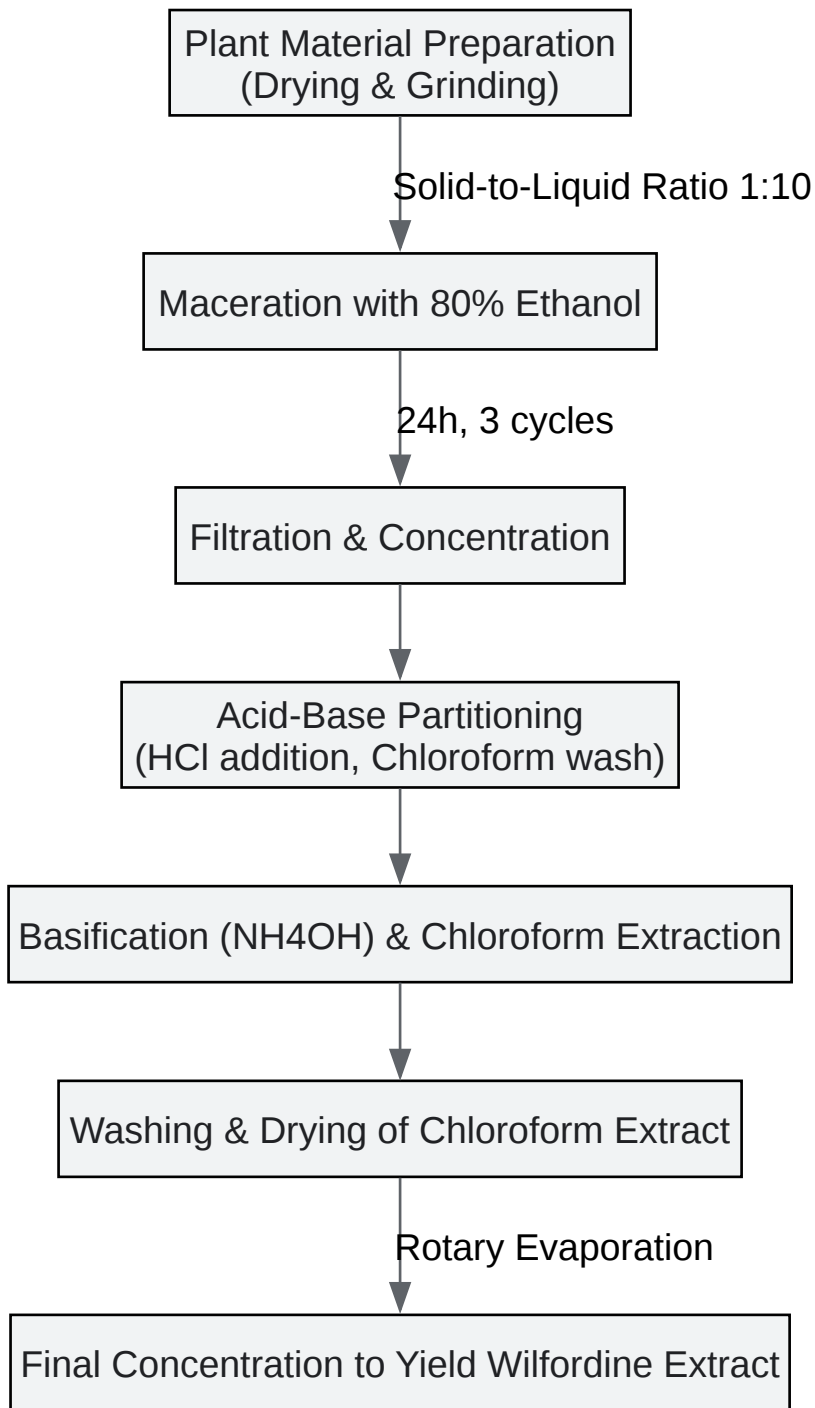 Plant Material Preparation
(Drying & Grinding)
Solid-to-Liquid Ratio 1:10
Maceration with 80% Ethanol
24h, 3 cycles
Filtration & Concentration
Acid-Base Partitioning
(HCl addition, Chloroform wash)
Basification (NH4OH) & Chloroform Extraction
Washing & Drying of Chloroform Extract
Rotary Evaporation
Final Concentration to Yield Wilfordine Extract